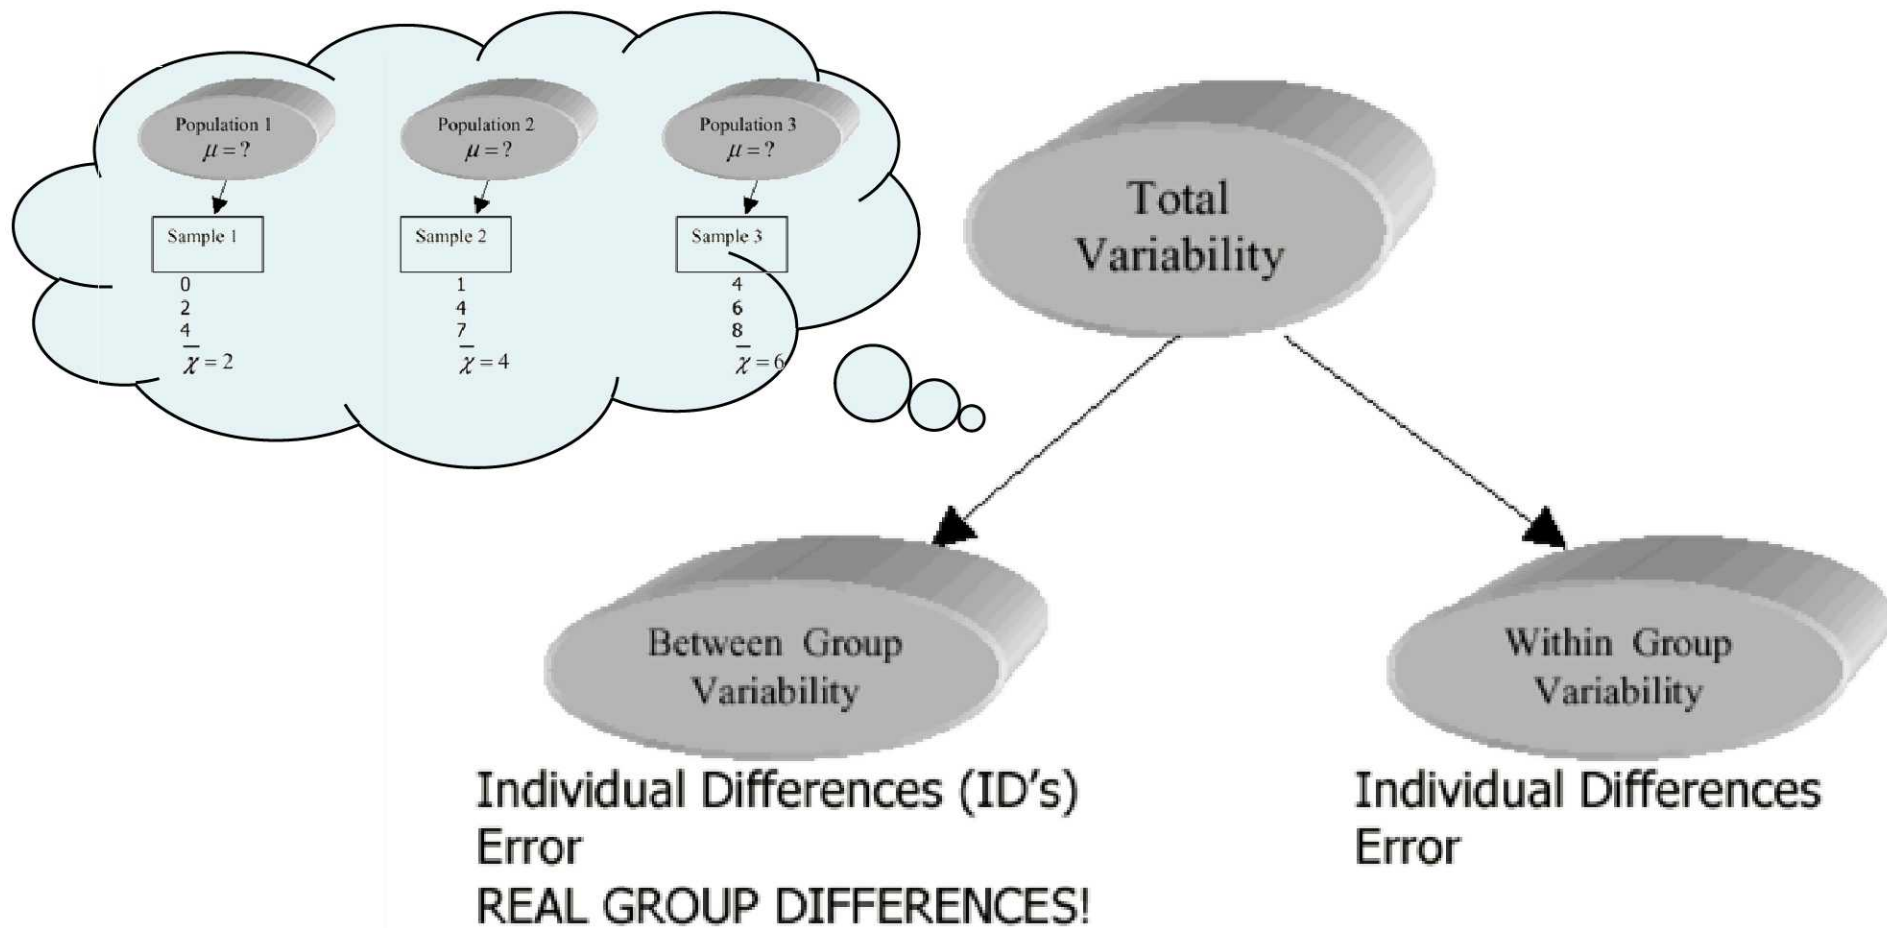 Population 1
μ = ?
Population 2
μ = ?
Population 3
μ = ?
Sample 1
Sample 2
Sample 3
0
2
4
χ̅ = 2
1
4
7
χ̅ = 4
4
6
8
χ̅ = 6
Total
Variability
Between Group
Variability
Within Group
Variability
Individual Differences (ID's)
Error
REAL GROUP DIFFERENCES!
Individual Differences
Error